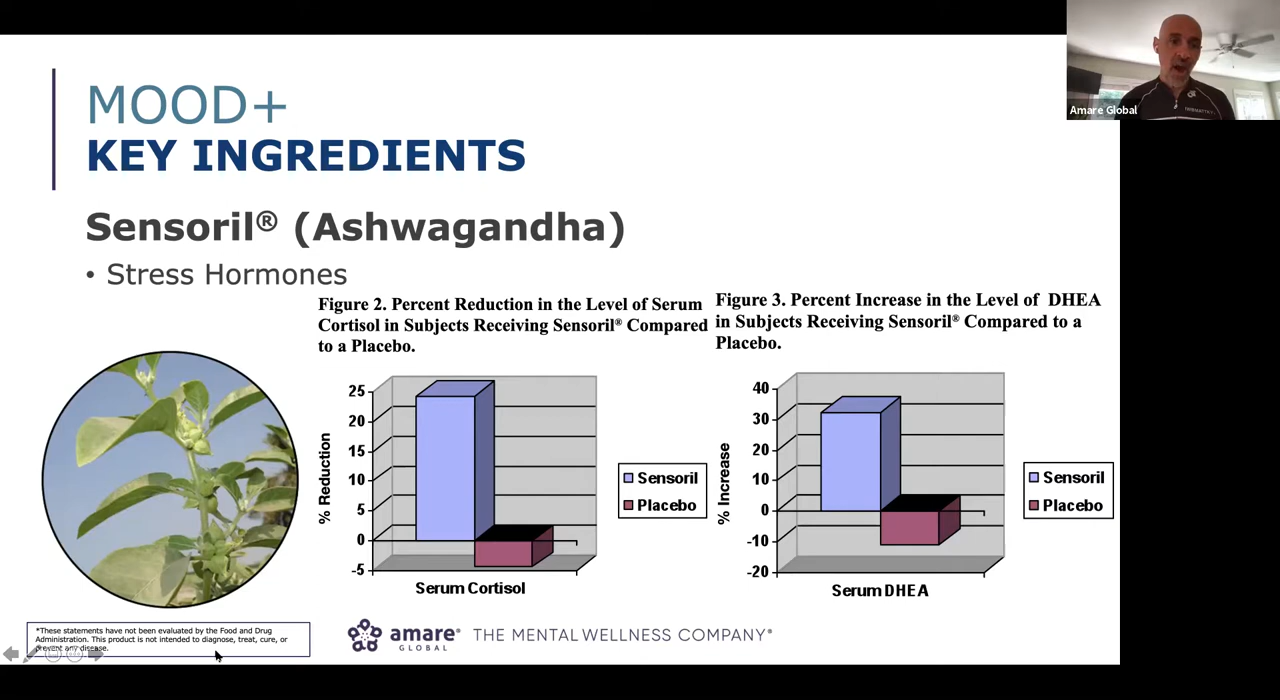 MOOD+
KEY INGREDIENTS
Sensoril® (Ashwagandha)
• Stress Hormones
Figure 2. Percent Reduction in the Level of Serum
Cortisol in Subjects Receiving Sensoril® Compared
to a Placebo.
25
20
15
10
5
0
-5
% Reduction
Serum Cortisol
Sensoril
Placebo
Figure 3. Percent Increase in the Level of DHEA
in Subjects Receiving Sensoril® Compared to a
Placebo.
40
30
20
10
0
-10
-20
% Increase
Serum DHEA
Sensoril
Placebo
*These statements have not been evaluated by the Food and Drug
Administration. This product is not intended to diagnose, treat, cure, or
prevent any disease.
amare®
GLOBAL
THE MENTAL WELLNESS COMPANY®
Amare Global